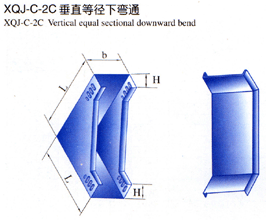 XQJ-C-2C 垂直等径下弯通
XQJ-C-2C Vertical equal sectional downward bend
b
L
H
L
H